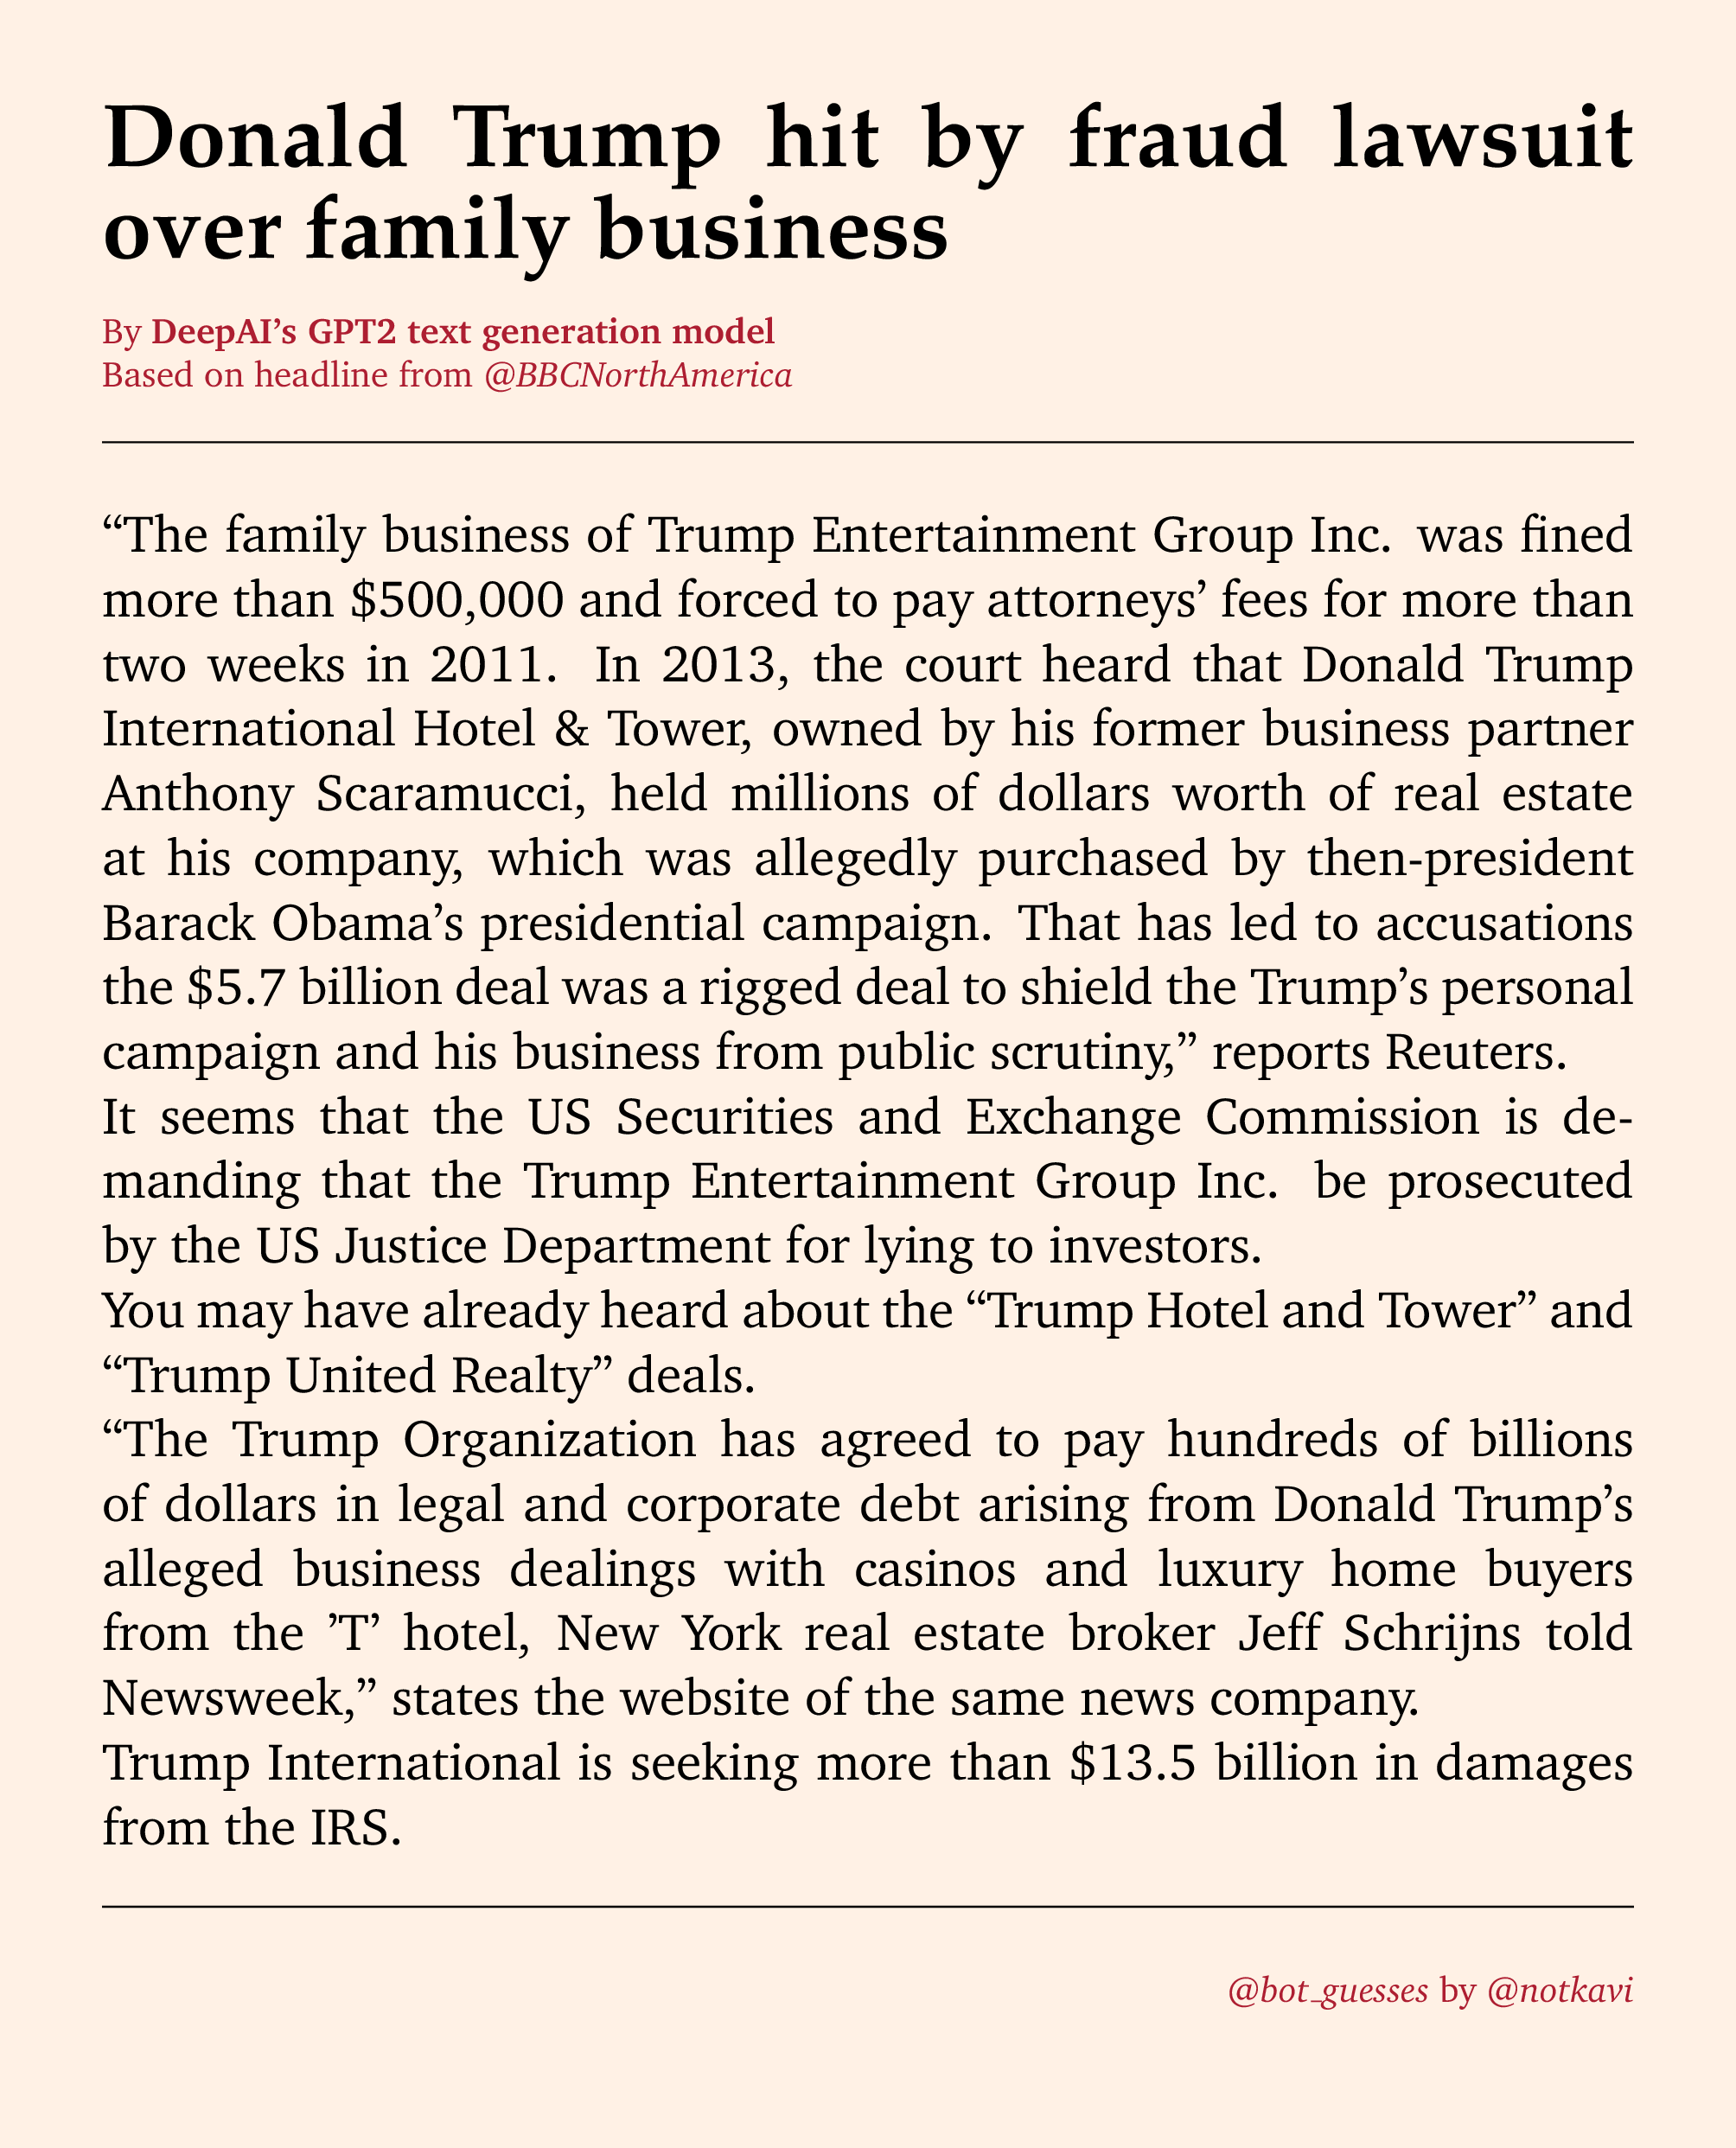 Donald Trump hit by fraud lawsuit
over family business
By DeepAI’s GPT2 text generation model
Based on headline from @BBCNorthAmerica
“The family business of Trump Entertainment Group Inc. was fined
more than $500,000 and forced to pay attorneys’ fees for more than
two weeks in 2011. In 2013, the court heard that Donald Trump
International Hotel & Tower, owned by his former business partner
Anthony Scaramucci, held millions of dollars worth of real estate
at his company, which was allegedly purchased by then-president
Barack Obama’s presidential campaign. That has led to accusations
the $5.7 billion deal was a rigged deal to shield the Trump’s personal
campaign and his business from public scrutiny,” reports Reuters.
It seems that the US Securities and Exchange Commission is de-
manding that the Trump Entertainment Group Inc. be prosecuted
by the US Justice Department for lying to investors.
You may have already heard about the “Trump Hotel and Tower” and
“Trump United Realty” deals.
“The Trump Organization has agreed to pay hundreds of billions
of dollars in legal and corporate debt arising from Donald Trump’s
alleged business dealings with casinos and luxury home buyers
from the ’T’ hotel, New York real estate broker Jeff Schrijns told
Newsweek,” states the website of the same news company.
Trump International is seeking more than $13.5 billion in damages
from the IRS.
@bot_guesses by @notkavi